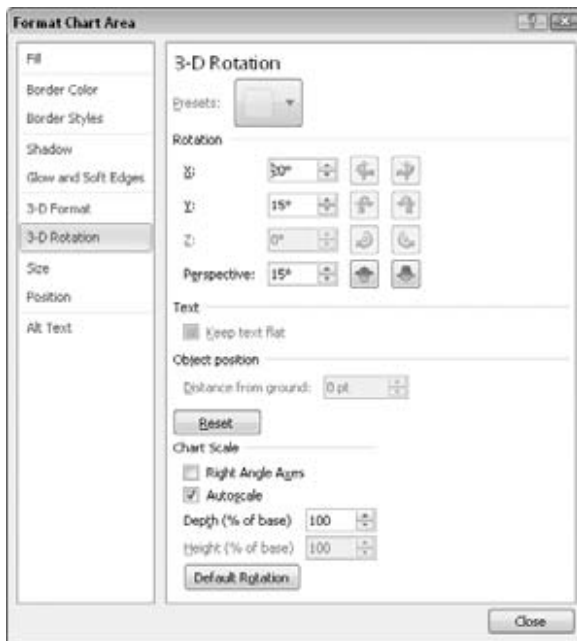 Format Chart Area
Fill
Border Color
Border Styles
Shadow
Glow and Soft Edges
3-D Format
3-D Rotation
Size
Position
Alt Text
3-D Rotation
Presets:
Rotation
X: 20°
Y: 15°
Z: 0°
Perspective: 15°
Text
Keep text flat
Object position
Distance from ground: 0 pt
Reset
Chart Scale
Right Angle Axes
Autoscale
Depth (% of base) 100
Height (% of base) 100
Default Rotation
Close